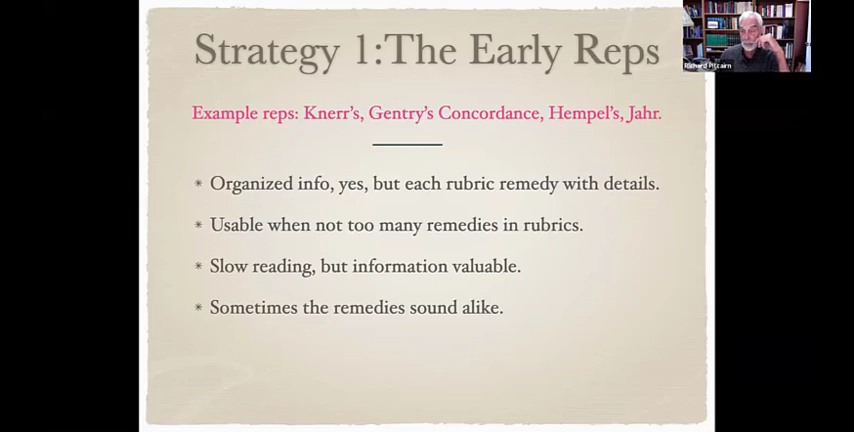 Strategy 1:The Early Reps
Richard Pitcairn
Example reps: Knerr's, Gentry's Concordance, Hempel's, Jahr.
* Organized info, yes, but each rubric remedy with details.
* Usable when not too many remedies in rubrics.
* Slow reading, but information valuable.
* Sometimes the remedies sound alike.